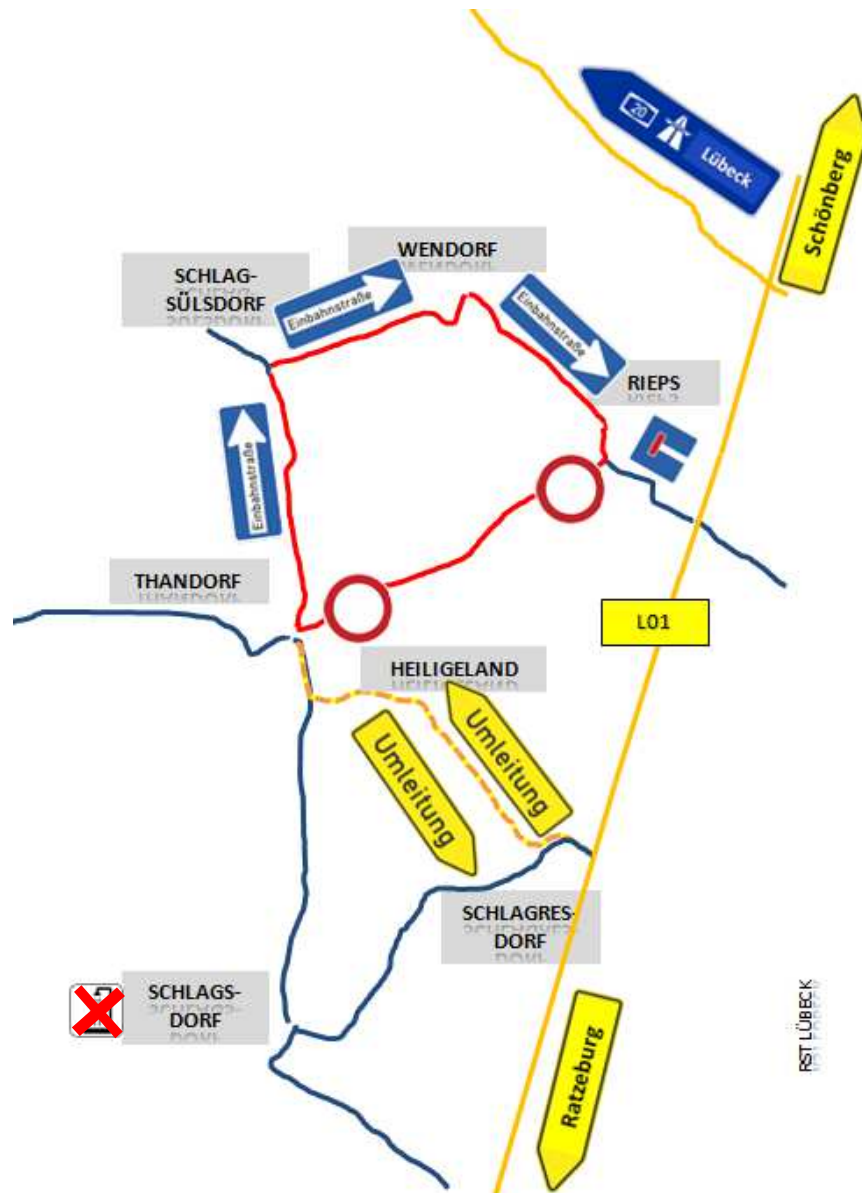 20
Lübeck
Schönberg
WENDORF
SCHLAG-
SÜLSDORF
Einbahnstraße
Einbahnstraße
RIEPS
Einbahnstraße
THANDORF
L01
HEILIGELAND
Umleitung
Umleitung
SCHLAGRES-
DORF
SCHLAGS-
DORF
Ratzeburg
RST LÜBECK